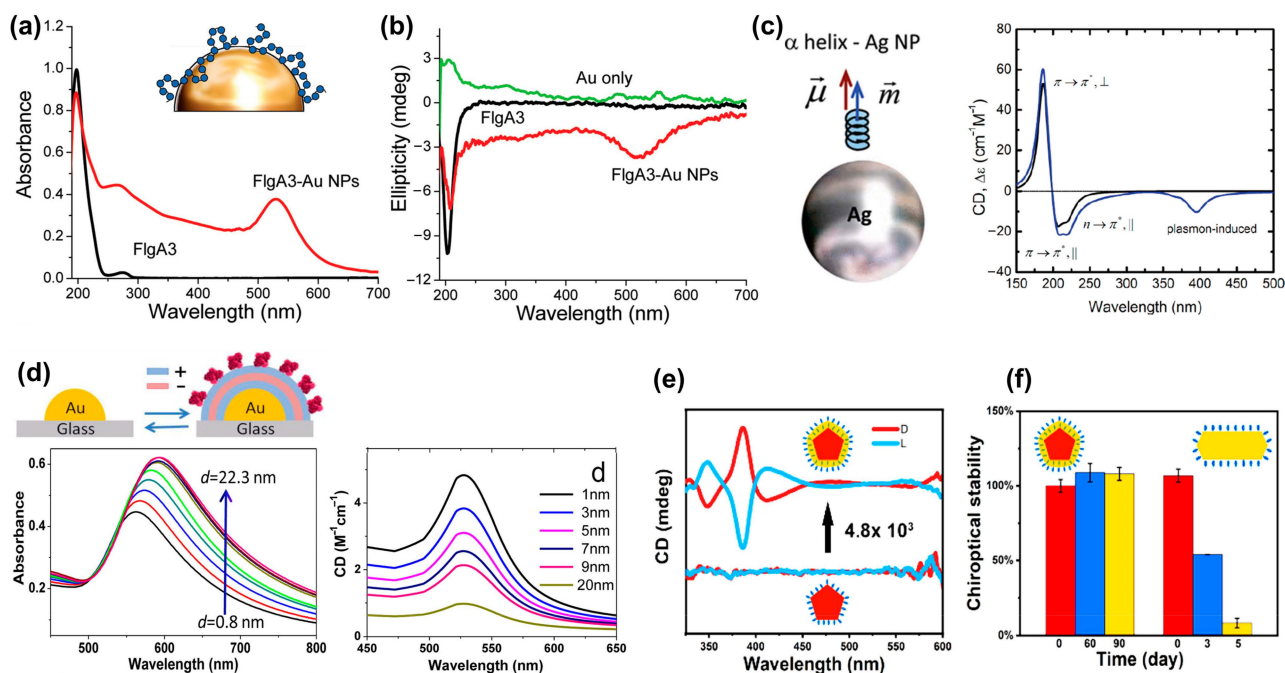 (a)
Absorbance
1.2
1.0
0.8
0.6
0.4
0.2
0.0
FlgA3-Au NPs
FlgA3
200 300 400 500 600 700
Wavelength (nm)
(b)
Ellipticity (mdeg)
3
0
-3
-6
-9
-12
Au only
FlgA3
FlgA3-Au NPs
200 300 400 500 600 700
Wavelength (nm)
(c)
α helix - Ag NP
μ⃗ m⃗
Ag
CD, Δε (cm⁻¹M⁻¹)
80
60
40
20
0
-20
-40
π→π*, ⊥
n→π*, ||
π→π*, ||
plasmon-induced
150 200 250 300 350 400 450 500
Wavelength (nm)
(d)
+
−
Au
Glass
Au
Glass
Absorbance
0.6
0.4
0.2
d=22.3 nm
d=0.8 nm
500 600 700 800
Wavelength (nm)
CD (M⁻¹cm⁻¹)
6
4
2
0
d
1nm
3nm
5nm
7nm
9nm
20nm
450 500 550 600 650
Wavelength (nm)
(e)
CD (mdeg)
D
L
4.8x 10³
350 400 450 500 550 600
Wavelength (nm)
(f)
Chiroptical stability
150%
100%
50%
0%
0 60 90 0 3 5
Time (day)